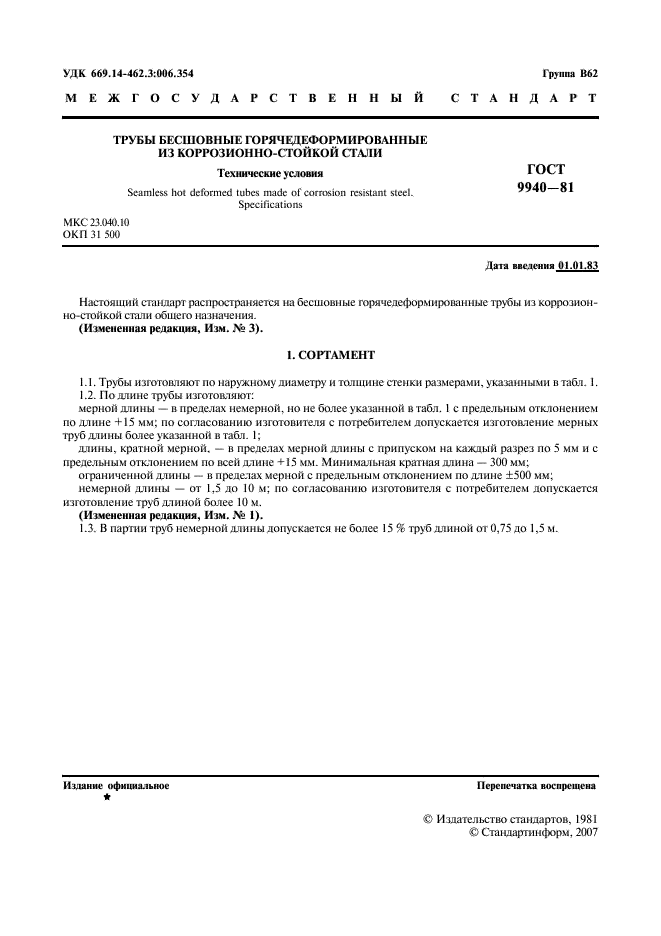 УДК 669.14-462.3:006.354 Группа В62
МЕЖГОСУДАРСТВЕННЫЙ СТАНДАРТ
ТРУБЫ БЕСШОВНЫЕ ГОРЯЧЕДЕФОРМИРОВАННЫЕ
ИЗ КОРРОЗИОННО-СТОЙКОЙ СТАЛИ
Технические условия
Seamless hot deformed tubes made of corrosion resistant steel.
Specifications
ГОСТ
9940—81
МКС 23.040.10
ОКП 31 500
Дата введения 01.01.83
Настоящий стандарт распространяется на бесшовные горячедеформированные трубы из коррозион-
но-стойкой стали общего назначения.
(Измененная редакция, Изм. № 3).
1. СОРТАМЕНТ
1.1. Трубы изготовляют по наружному диаметру и толщине стенки размерами, указанными в табл. 1.
1.2. По длине трубы изготовляют:
мерной длины — в пределах немерной, но не более указанной в табл. 1 с предельным отклонением
по длине +15 мм; по согласованию изготовителя с потребителем допускается изготовление мерных
труб длины более указанной в табл. 1;
длины, кратной мерной, — в пределах мерной длины с припуском на каждый разрез по 5 мм и с
предельным отклонением по всей длине +15 мм. Минимальная кратная длина — 300 мм;
ограниченной длины — в пределах мерной с предельным отклонением по длине ±500 мм;
немерной длины — от 1,5 до 10 м; по согласованию изготовителя с потребителем допускается
изготовление труб длиной более 10 м.
(Измененная редакция, Изм. № 1).
1.3. В партии труб немерной длины допускается не более 15 % труб длиной от 0,75 до 1,5 м.
Издание официальное Перепечатка воспрещена
★
© Издательство стандартов, 1981
© Стандартинформ, 2007